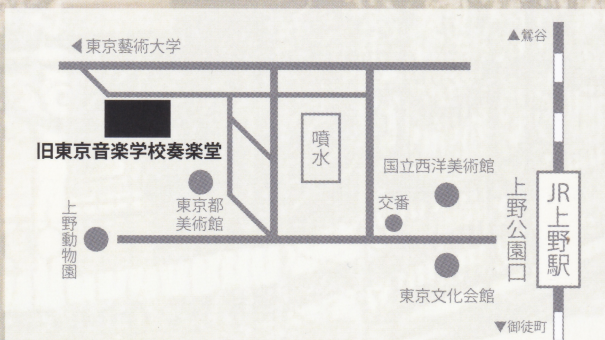 ◀東京藝術大学
▲鶯谷
旧東京音楽学校奏楽堂
噴水
国立西洋美術館
東京都
美術館
交番
上野動物園
上野公園口
JR上野駅
東京文化会館
▼御徒町